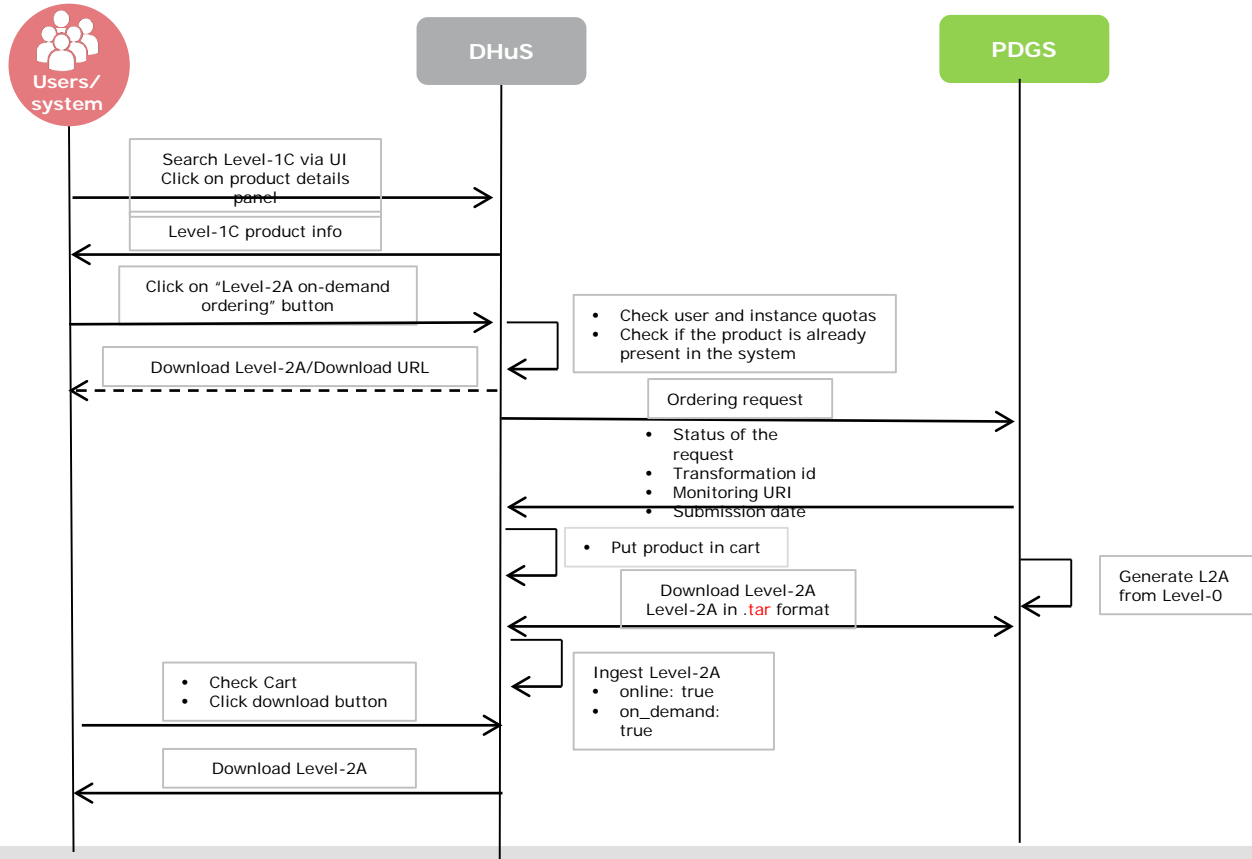 Users/
system
DHuS
PDGS
Search Level-1C via UI
Click on product details
panel
Level-1C product info
Click on “Level-2A on-demand
ordering” button
• Check user and instance quotas
• Check if the product is already
present in the system
Download Level-2A/Download URL
Ordering request
• Status of the
request
• Transformation id
• Monitoring URI
• Submission date
• Put product in cart
Generate L2A
from Level-0
Download Level-2A
Level-2A in .tar format
Ingest Level-2A
• online: true
• on_demand:
true
• Check Cart
• Click download button
Download Level-2A